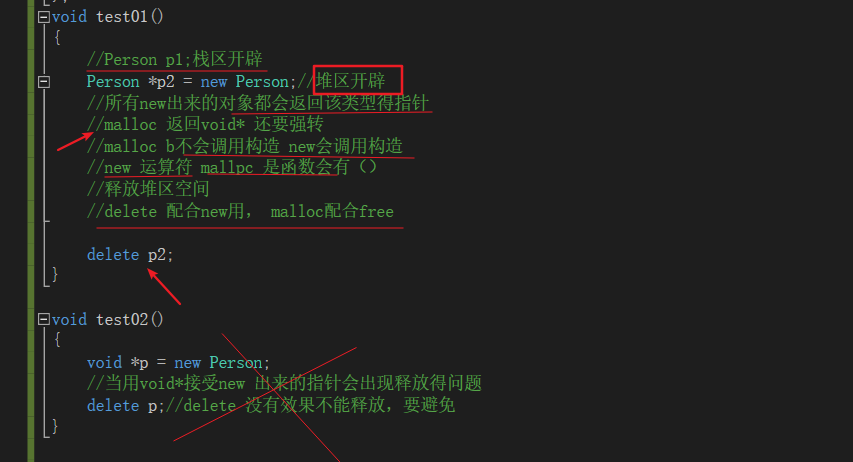 void test01()
{
//Person p1;栈区开辟
Person *p2 = new Person;//堆区开辟
//所有new出来的对象都会返回该类型得指针
//malloc 返回void* 还要强转
//malloc b不会调用构造 new会调用构造
//new 运算符 mallpc 是函数会有（）
//释放堆区空间
//delete 配合new用， malloc配合free
delete p2;
}
void test02()
{
void *p = new Person;
//当用void*接受new 出来的指针会出现释放得问题
delete p;//delete 没有效果不能释放，要避免
}